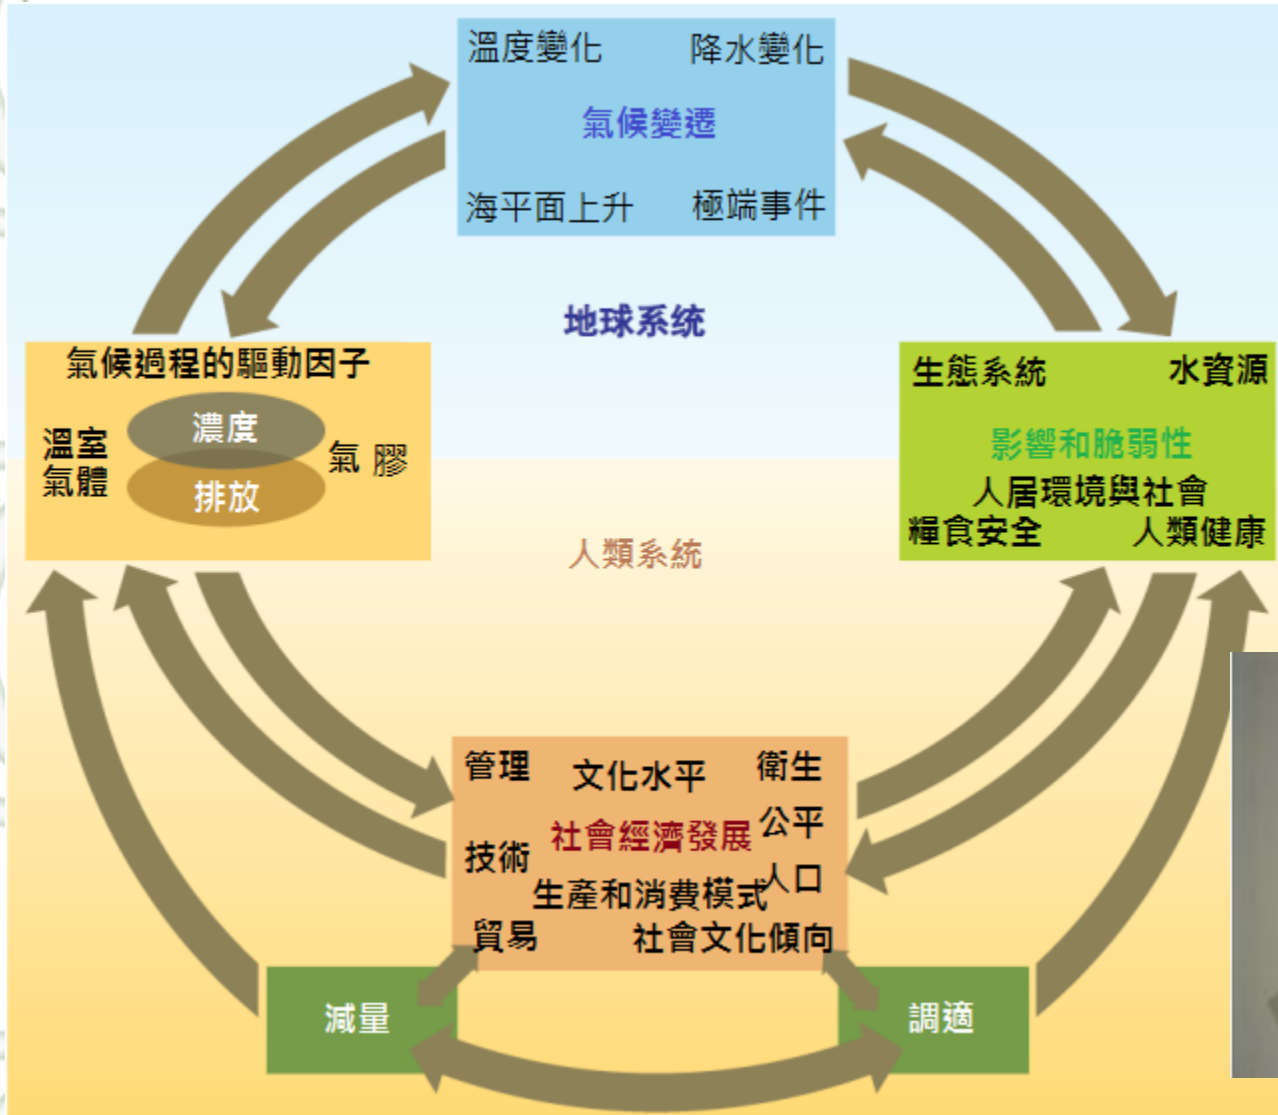 溫度變化 降水變化
氣候變遷
海平面上升 極端事件
地球系统
氣候過程的驅動因子
溫室
氣體
濃度
排放
氣 膠
生態系統 水資源
影響和脆弱性
人居環境與社會
糧食安全 人類健康
人類系統
管理 文化水平 衛生
社會經濟發展 公平
技術
生產和消費模式 人口
貿易 社會文化傾向
減量
調適